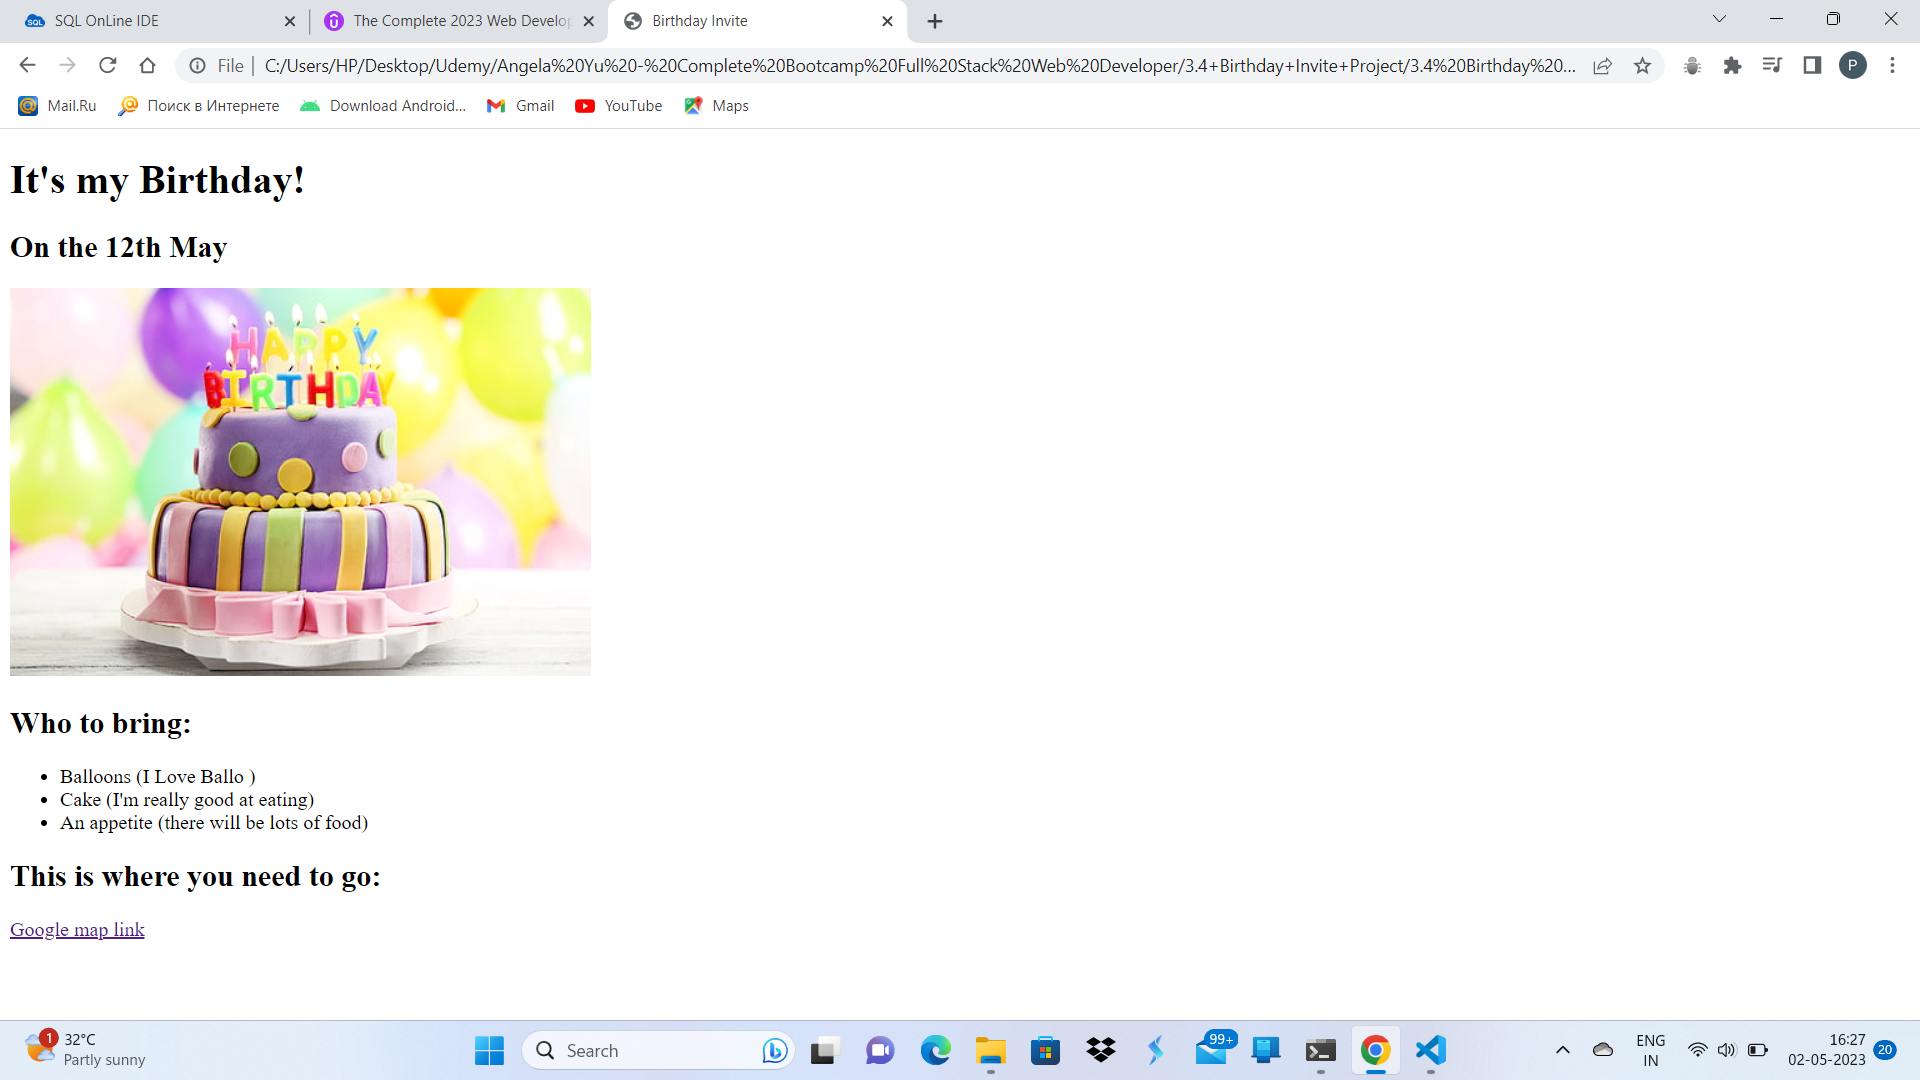 SQL OnLine IDE
The Complete 2023 Web Develop
Birthday Invite
File
C:/Users/HP/Desktop/Udemy/Angela%20Yu%20-%20Complete%20Bootcamp%20Full%20Stack%20Web%20Developer/3.4+Birthday+Invite+Project/3.4%20Birthday%20...
P
Mail.Ru
Поиск в Интернете
Download Android...
Gmail
YouTube
Maps
It's my Birthday!
On the 12th May
HAPPY
BIRTHDAY
Who to bring:
• Balloons (I Love Ballo )
• Cake (I'm really good at eating)
• An appetite (there will be lots of food)
This is where you need to go:
Google map link
1
32°C
Partly sunny
Search
99+
ENG
IN
16:27
02-05-2023
20